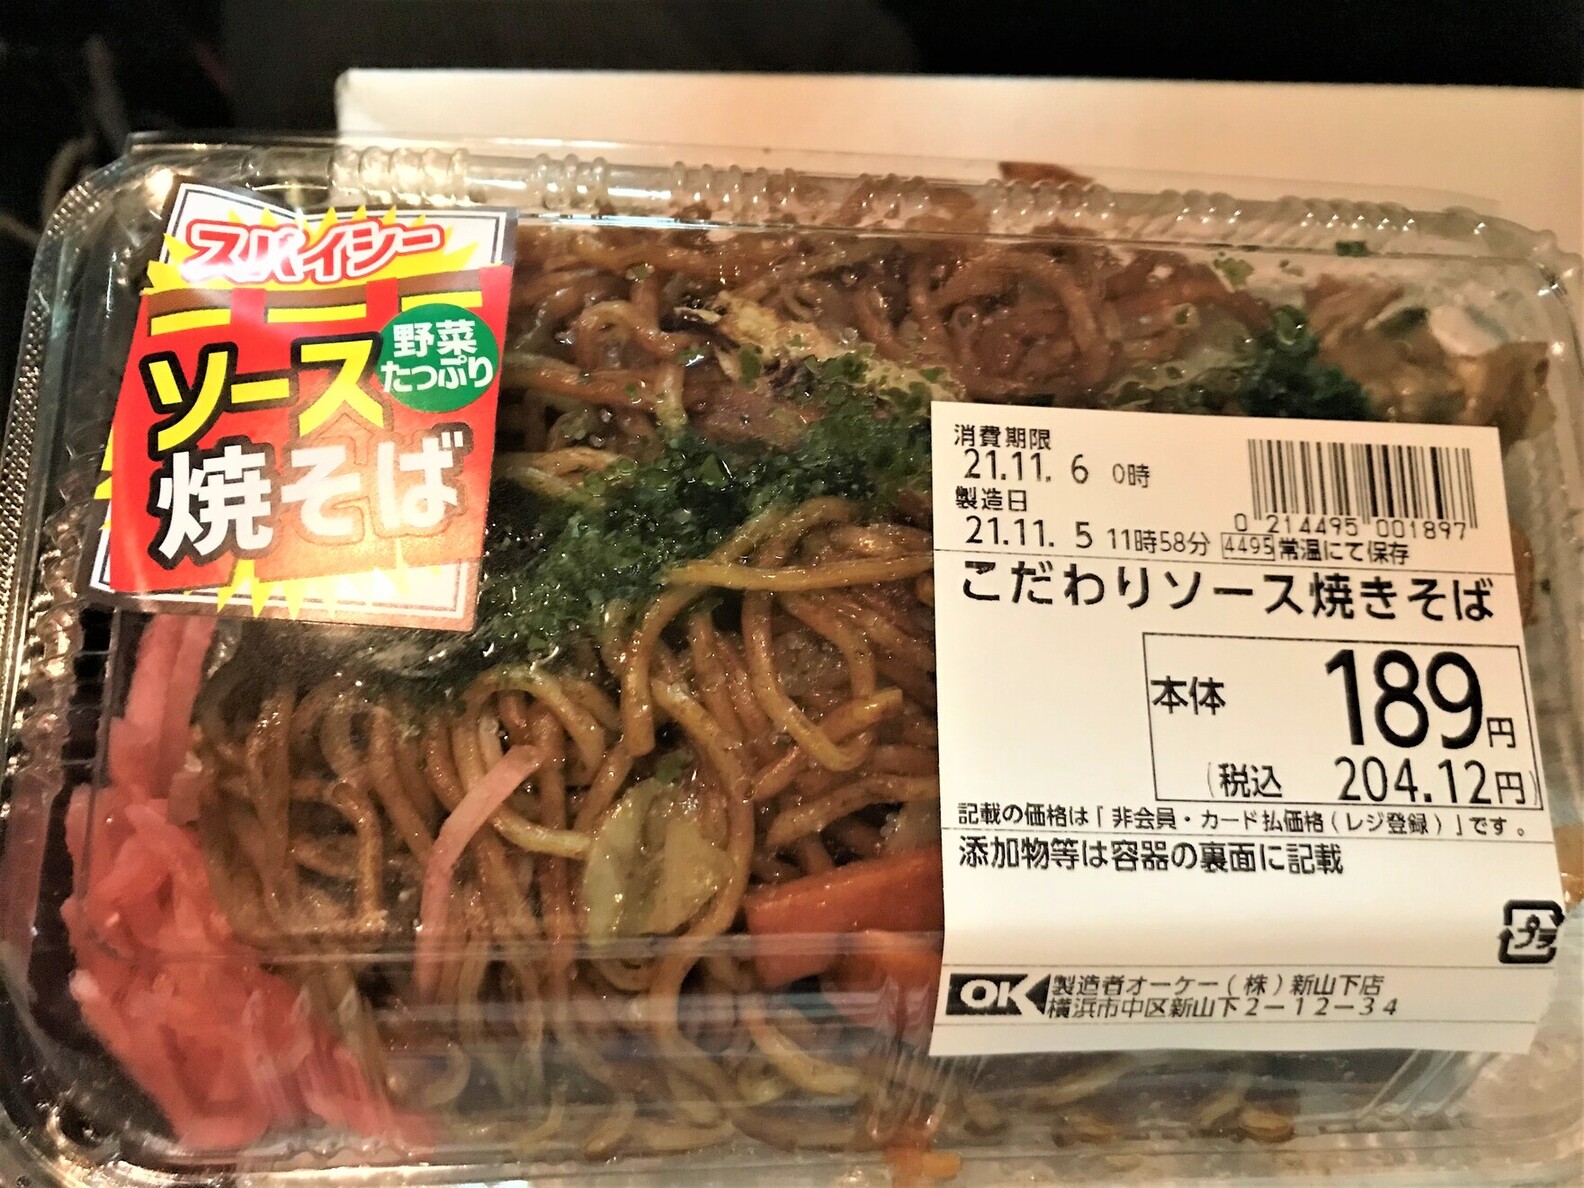 スパイシー
ソース
野菜
たっぷり
焼そば
消費期限
21.11. 6 0時
製造日
21.11. 5 11時58分
0 214495 001897
4495 常温にて保存
こだわりソース焼きそば
本体 189円
(税込 204.12円)
記載の価格は「非会員・カード払価格(レジ登録)」です。
添加物等は容器の裏面に記載
プラ
OK 製造者オーケー(株)新山下店
横浜市中区新山下2-12-34